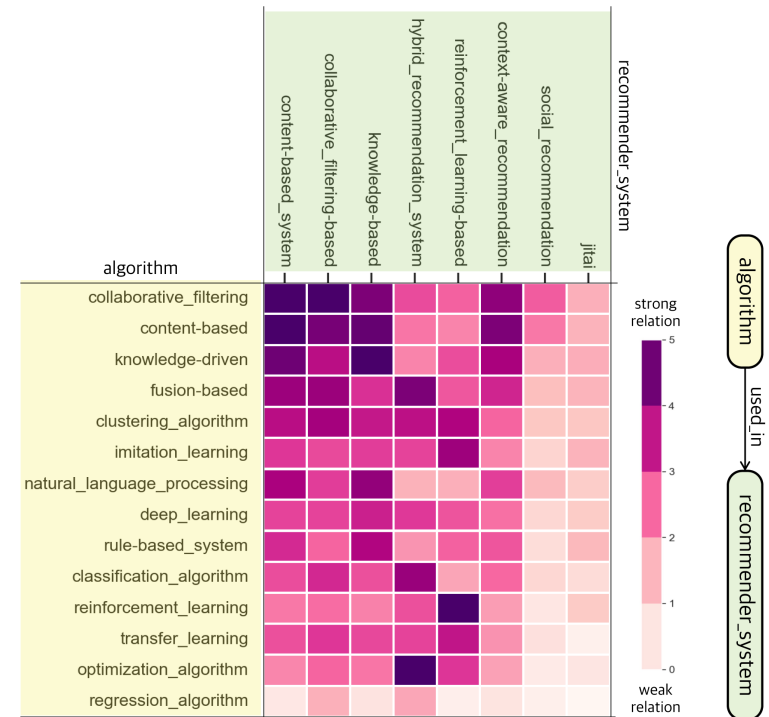 content-based_system
collaborative_filtering-based
knowledge-based
hybrid_recommendation_system
reinforcement_learning-based
context-aware_recommendation
social_recommendation
jitai
recommender_system
algorithm
collaborative_filtering
content-based
knowledge-driven
fusion-based
clustering_algorithm
imitation_learning
natural_language_processing
deep_learning
rule-based_system
classification_algorithm
reinforcement_learning
transfer_learning
optimization_algorithm
regression_algorithm
strong
relation
5
4
3
2
1
0
weak
relation
algorithm
used_in
recommender_system